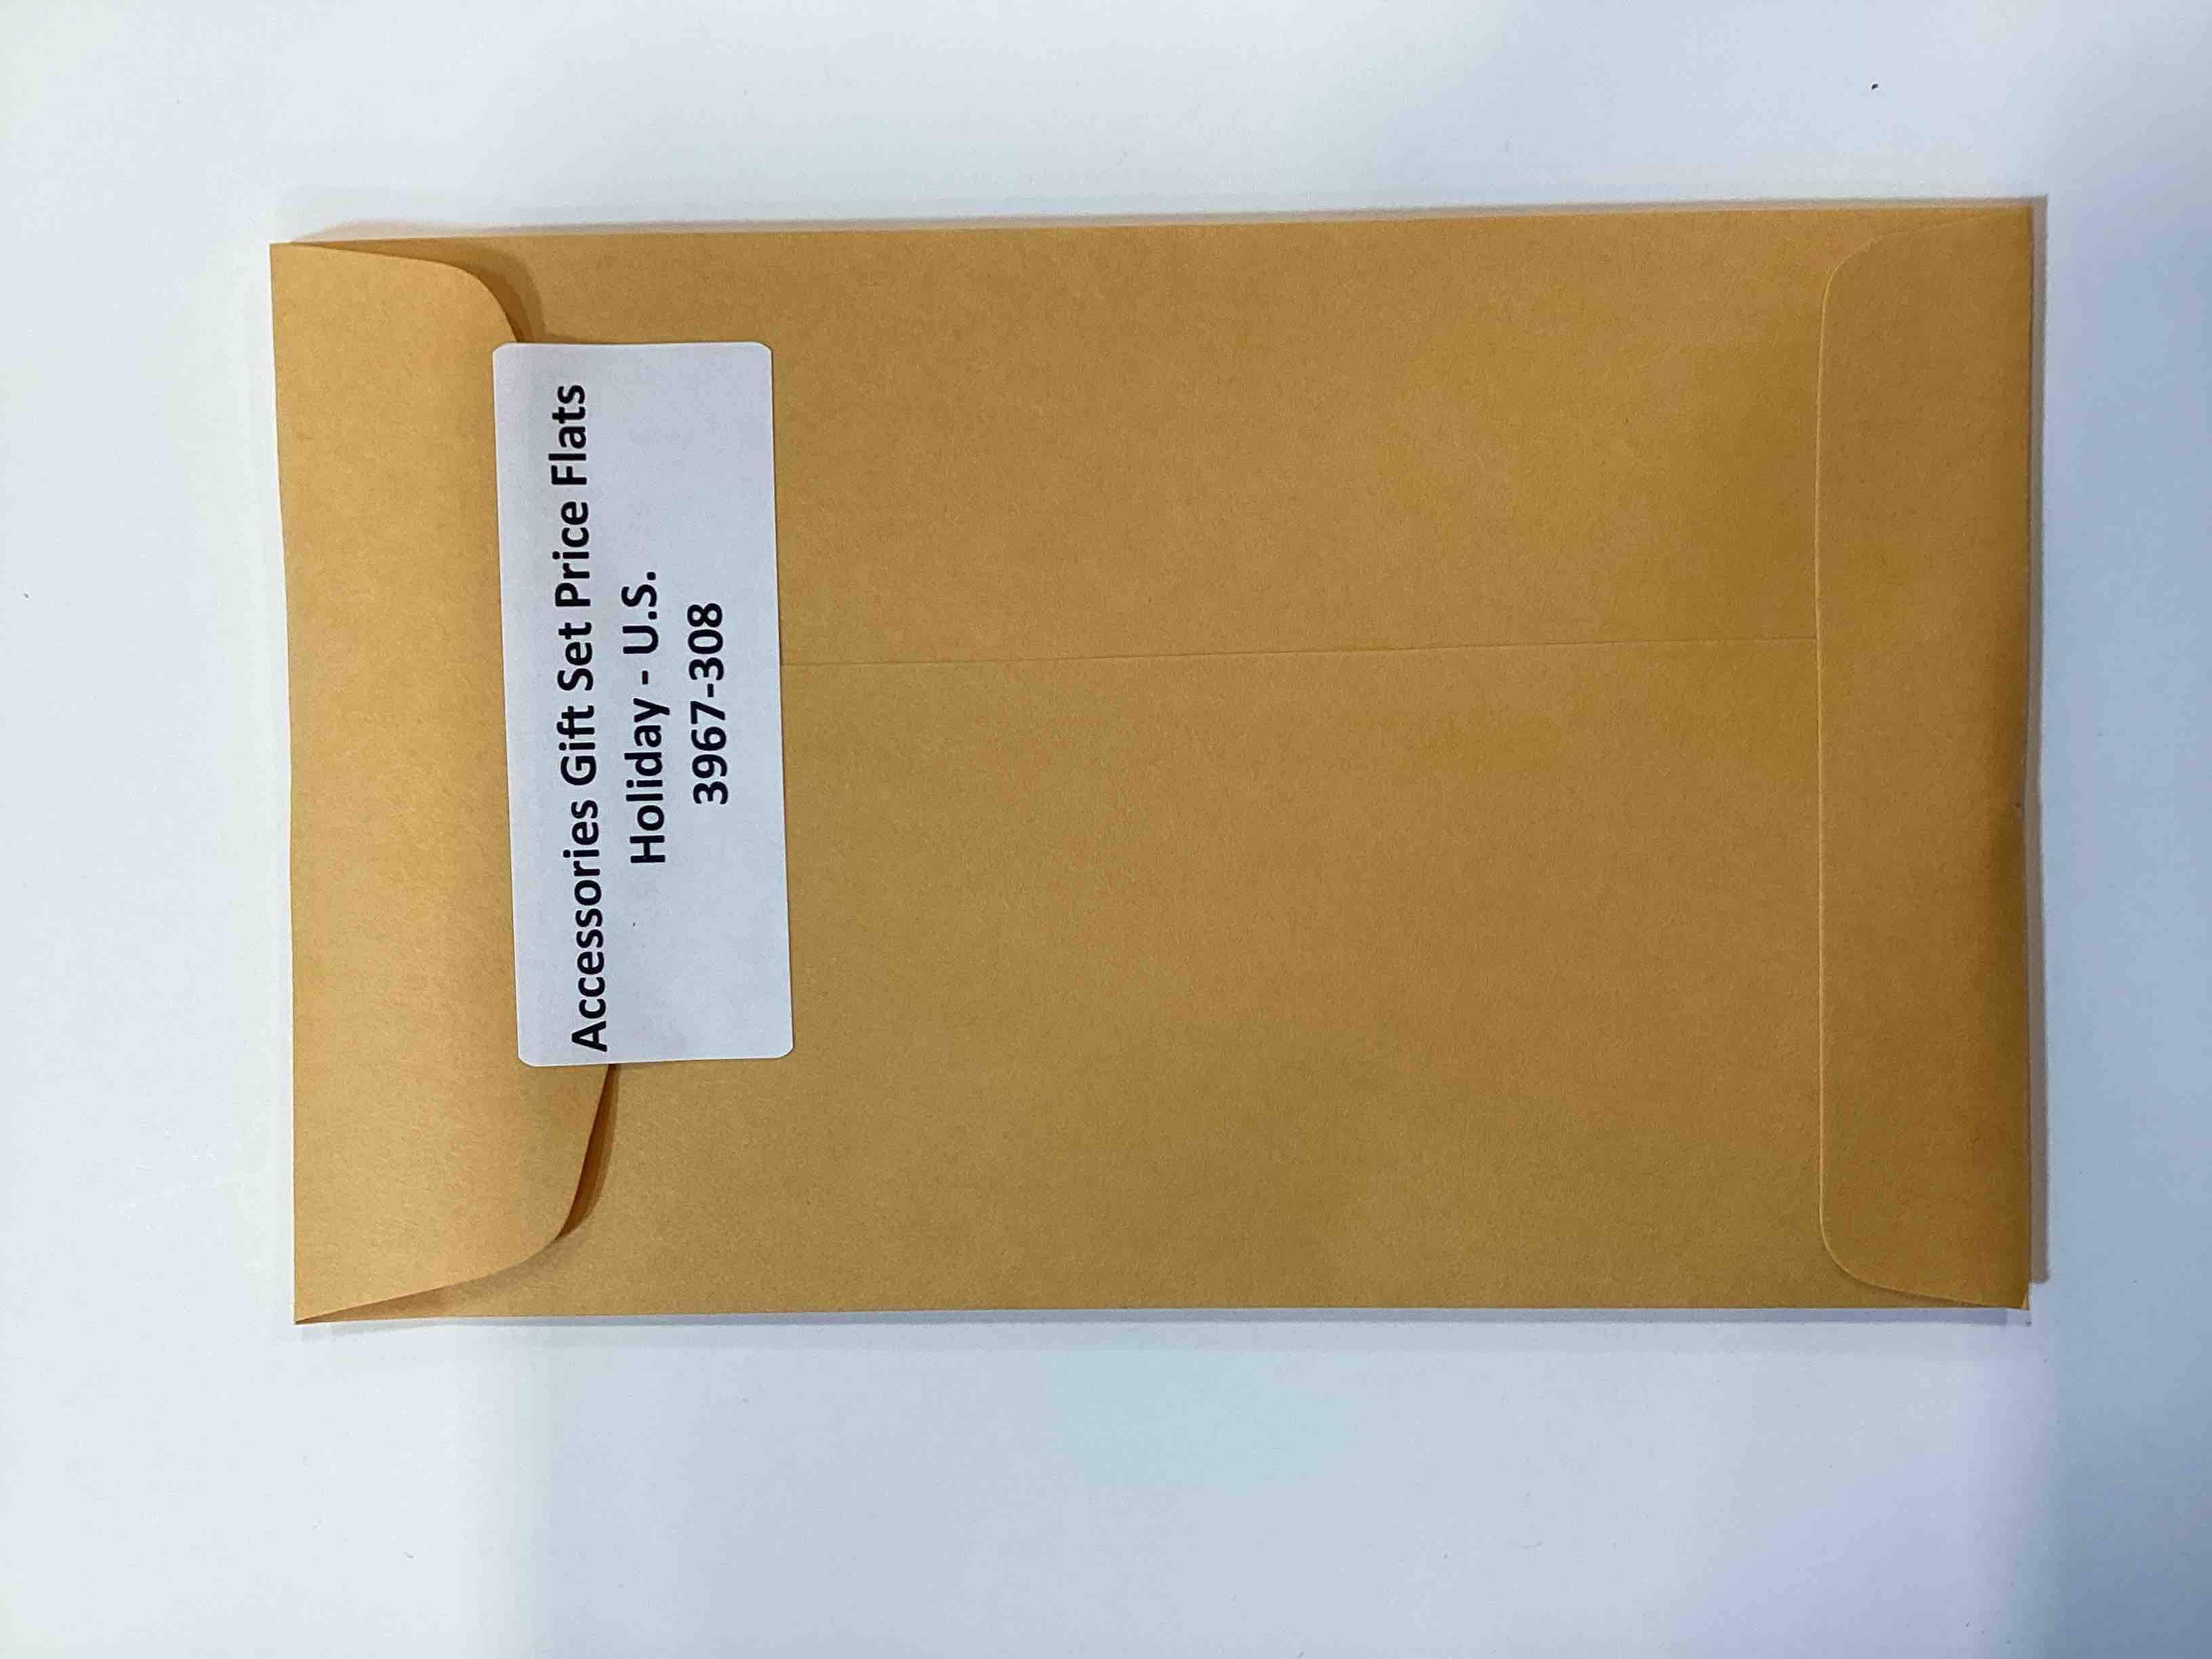 Accessories Gift Set Price Flats
Holiday - U.S.
3967-308